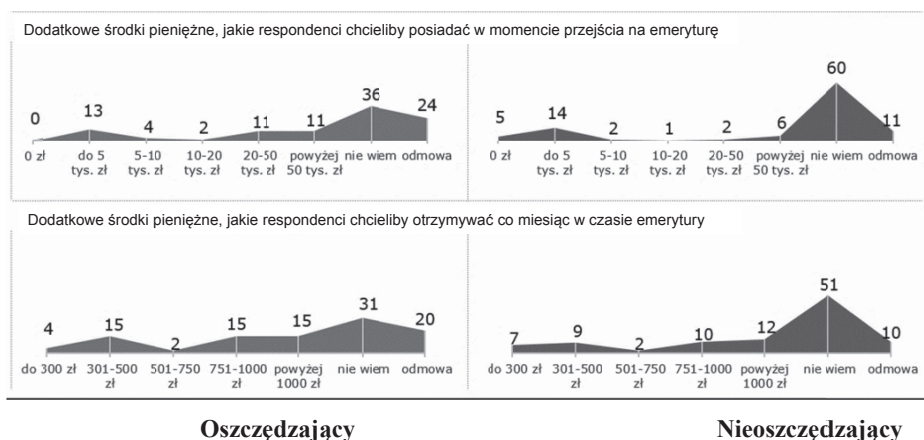 Dodatkowe środki pieniężne, jakie respondenci chcieliby posiadać w momencie przejścia na emeryturę
0 13 4 2 11 11 36 24
0 zł do 5 tys. zł 5-10 tys. zł 10-20 tys. zł 20-50 tys. zł powyżej 50 tys. zł nie wiem odmowa
5 14 2 1 2 6 60 11
0 zł do 5 tys. zł 5-10 tys. zł 10-20 tys. zł 20-50 tys. zł powyżej 50 tys. zł nie wiem odmowa
Dodatkowe środki pieniężne, jakie respondenci chcieliby otrzymywać co miesiąc w czasie emerytury
4 15 2 15 15 31 20
do 300 zł 301-500 zł 501-750 zł 751-1000 zł powyżej 1000 zł nie wiem odmowa
7 9 2 10 12 51 10
do 300 zł 301-500 zł 501-750 zł 751-1000 zł powyżej 1000 zł nie wiem odmowa
Oszczędzający Nieoszczędzający